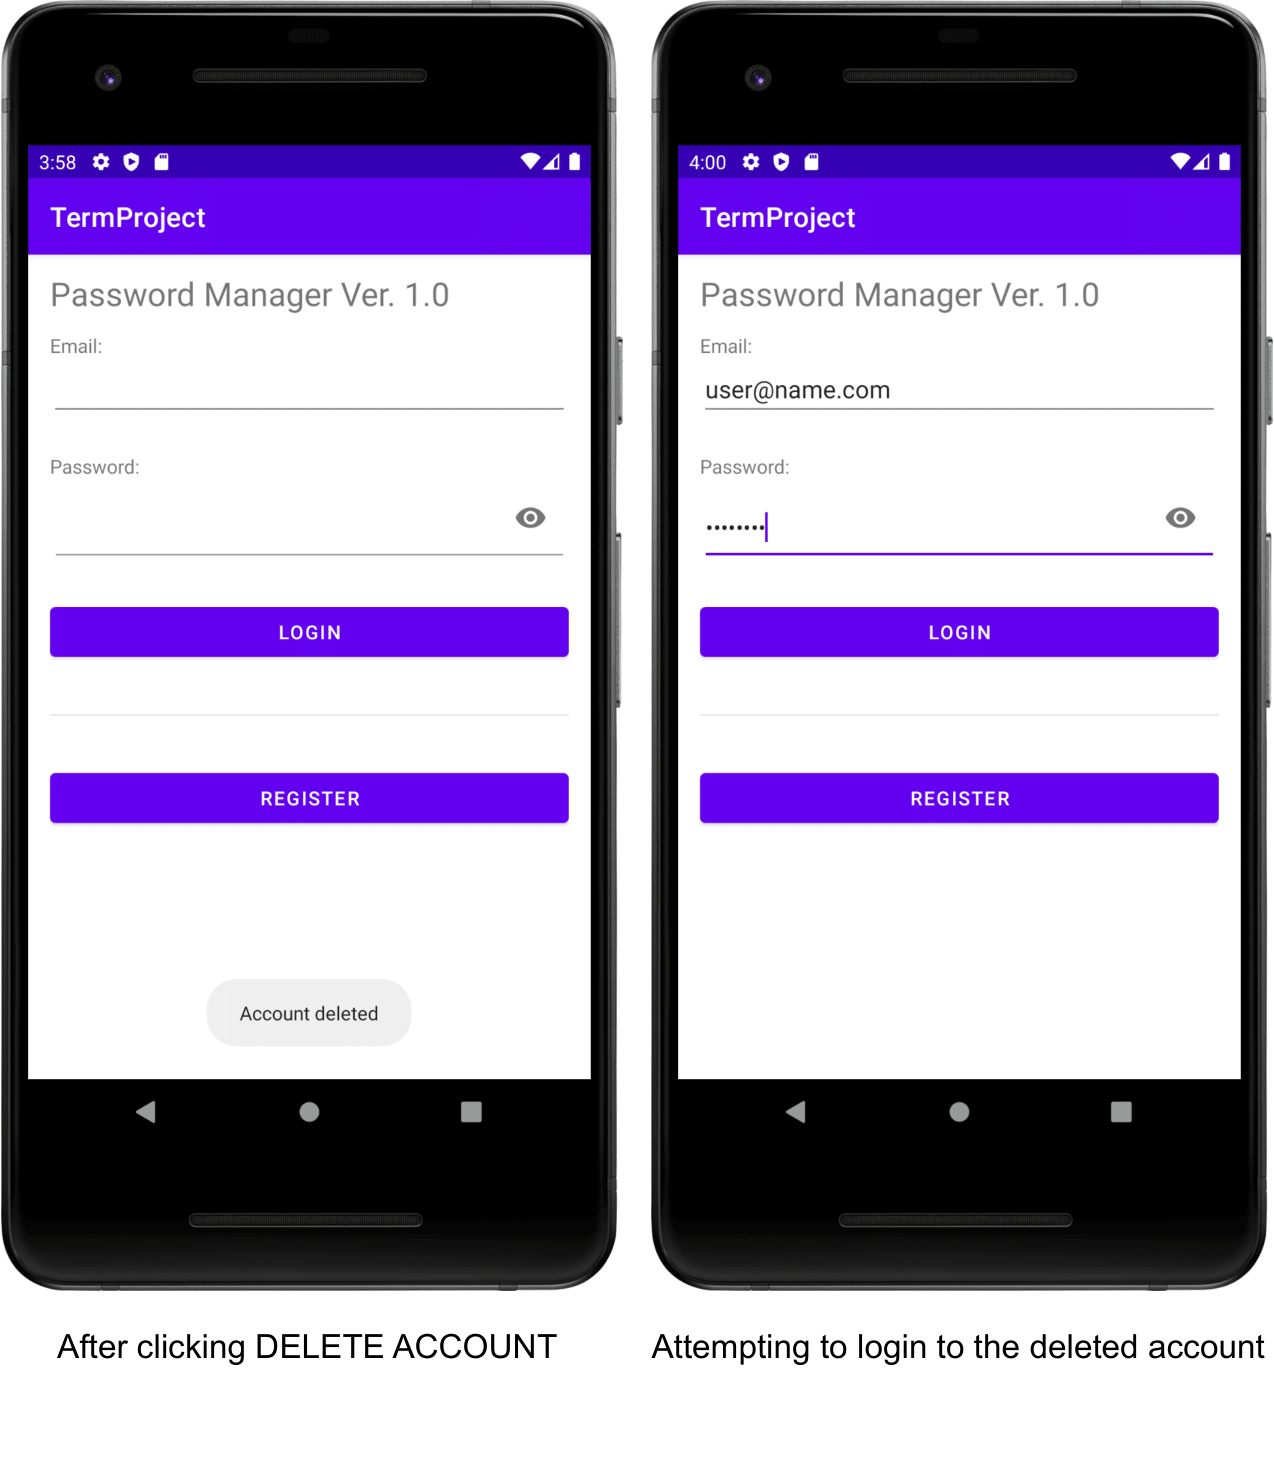 3:58
TermProject
Password Manager Ver. 1.0
Email:
Password:
LOGIN
REGISTER
Account deleted
After clicking DELETE ACCOUNT
4:00
TermProject
Password Manager Ver. 1.0
Email:
user@name.com
Password:
••••••••
LOGIN
REGISTER
Attempting to login to the deleted account